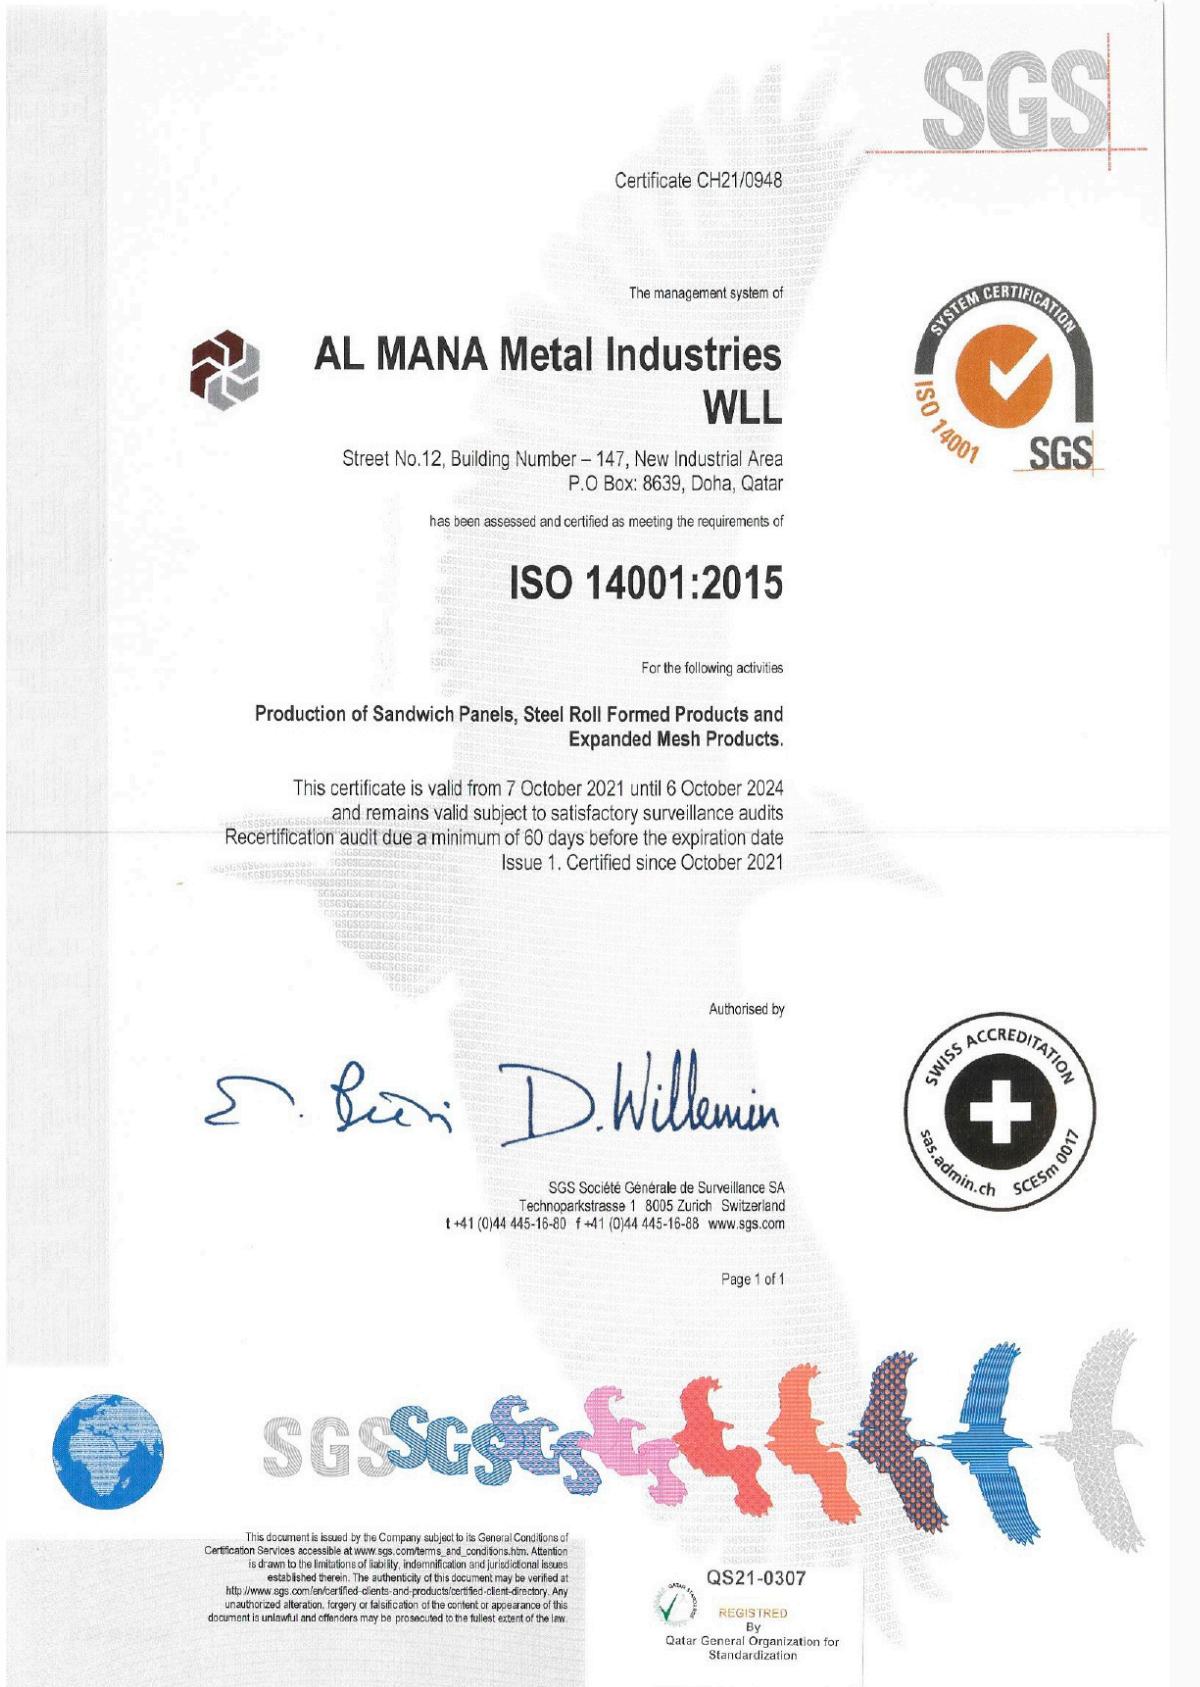 SGS
Certificate CH21/0948
The management system of
AL MANA Metal Industries
WLL
Street No.12, Building Number – 147, New Industrial Area
P.O Box: 8639, Doha, Qatar
has been assessed and certified as meeting the requirements of
SYSTEM CERTIFICATION
ISO 14001
SGS
ISO 14001:2015
For the following activities
Production of Sandwich Panels, Steel Roll Formed Products and
Expanded Mesh Products.
This certificate is valid from 7 October 2021 until 6 October 2024
and remains valid subject to satisfactory surveillance audits
Recertification audit due a minimum of 60 days before the expiration date
Issue 1. Certified since October 2021
Authorised by
D. Willemin
SWISS ACCREDITATION
sas.admin.ch SCESm 0017
SGS Société Générale de Surveillance SA
Technoparkstrasse 1 8005 Zurich Switzerland
t +41 (0)44 445-16-80 f +41 (0)44 445-16-88 www.sgs.com
Page 1 of 1
SGS SGS SGS
This document is issued by the Company subject to its General Conditions of
Certification Services accessible at www.sgs.com/terms_and_conditions.htm. Attention
is drawn to the limitations of liability, indemnification and jurisdictional issues
established therein. The authenticity of this document may be verified at
http://www.sgs.com/en/certified-clients-and-products/certified-client-directory. Any
unauthorized alteration, forgery or falsification of the content or appearance of this
document is unlawful and offenders may be prosecuted to the fullest extent of the law.
QS21-0307
REGISTRED
By
Qatar General Organization for
Standardization